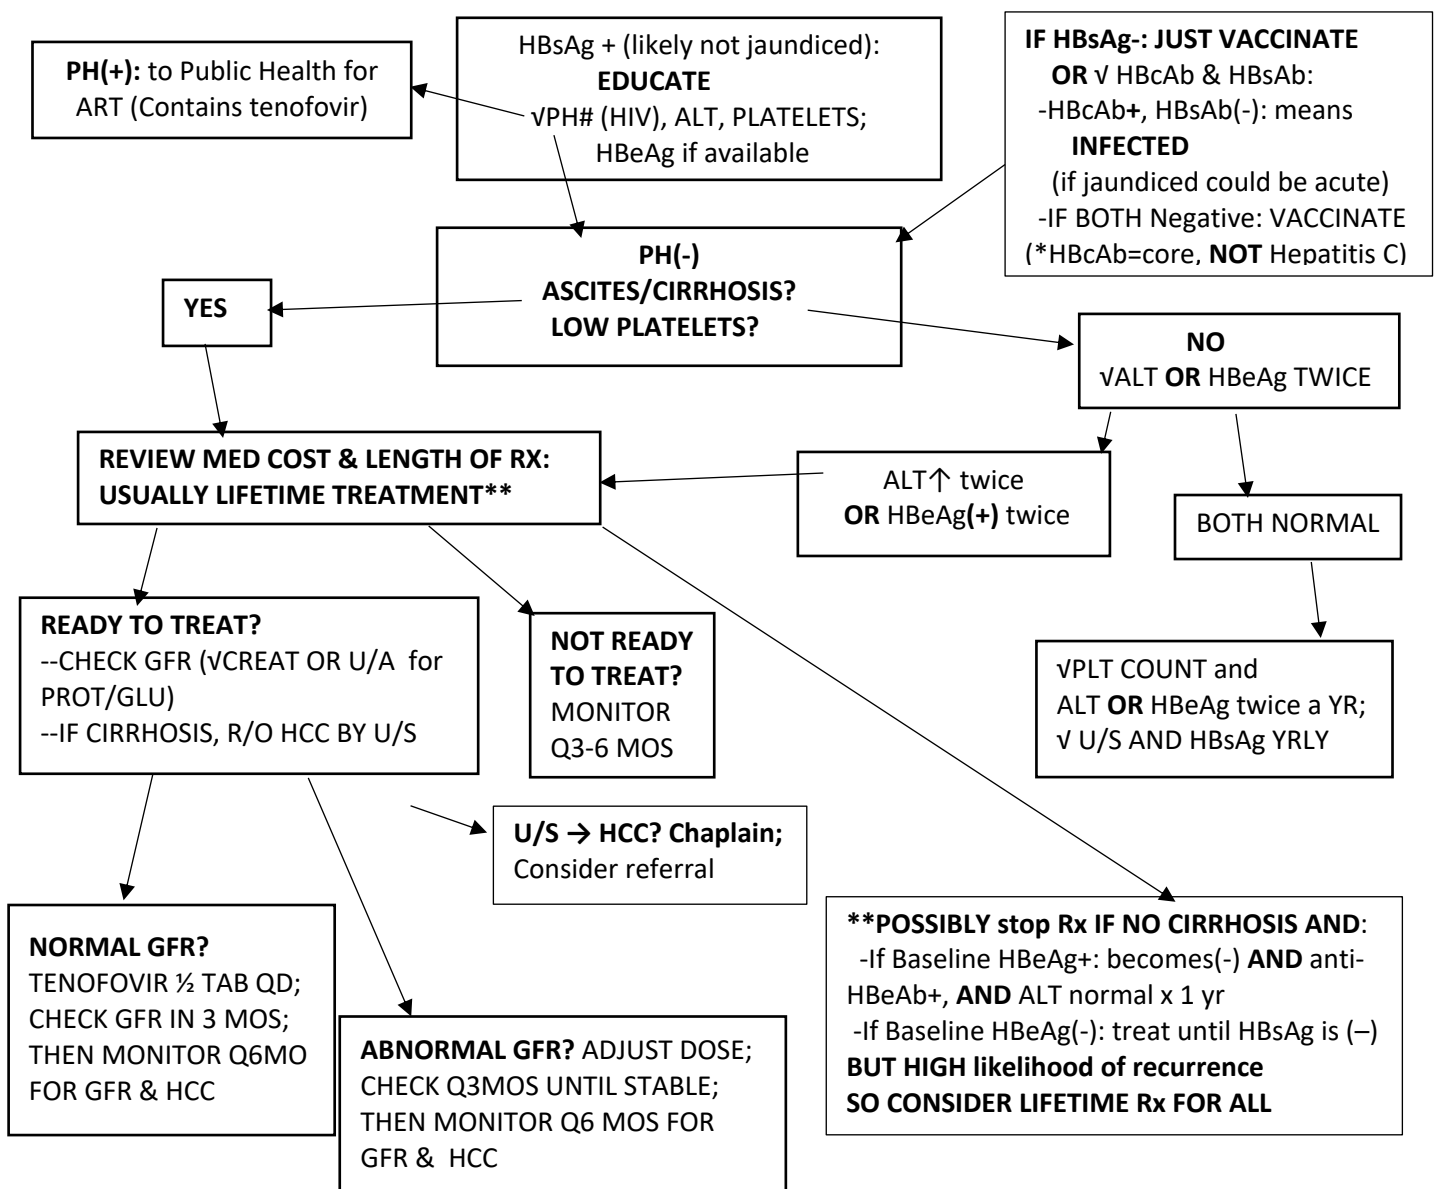 PH(+): to Public Health for
ART (Contains tenofovir)
HBsAg + (likely not jaundiced):
EDUCATE
√PH# (HIV), ALT, PLATELETS;
HBeAg if available
IF HBsAg-: JUST VACCINATE
OR √ HBcAb & HBsAb:
-HBcAb+, HBsAb(-): means
INFECTED
(if jaundiced could be acute)
-IF BOTH Negative: VACCINATE
(*HBcAb=core, NOT Hepatitis C)
PH(-)
ASCITES/CIRRHOSIS?
LOW PLATELETS?
YES
NO
√ALT OR HBeAg TWICE
REVIEW MED COST & LENGTH OF RX:
USUALLY LIFETIME TREATMENT**
ALT↑ twice
OR HBeAg(+) twice
BOTH NORMAL
READY TO TREAT?
--CHECK GFR (√CREAT OR U/A for
PROT/GLU)
--IF CIRRHOSIS, R/O HCC BY U/S
NOT READY
TO TREAT?
MONITOR
Q3-6 MOS
√PLT COUNT and
ALT OR HBeAg twice a YR;
√ U/S AND HBsAg YRLY
U/S → HCC? Chaplain;
Consider referral
NORMAL GFR?
TENOFOVIR ½ TAB QD;
CHECK GFR IN 3 MOS;
THEN MONITOR Q6MO
FOR GFR & HCC
ABNORMAL GFR? ADJUST DOSE;
CHECK Q3MOS UNTIL STABLE;
THEN MONITOR Q6 MOS FOR
GFR & HCC
**POSSIBLY stop Rx IF NO CIRRHOSIS AND:
-If Baseline HBeAg+: becomes(-) AND anti-
HBeAb+, AND ALT normal x 1 yr
-If Baseline HBeAg(-): treat until HBsAg is (–)
BUT HIGH likelihood of recurrence
SO CONSIDER LIFETIME Rx FOR ALL